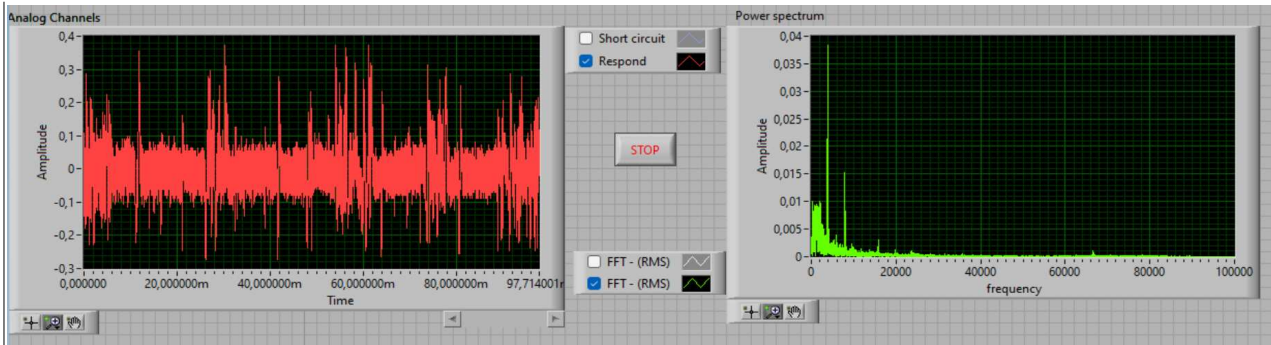 Analog Channels
Amplitude
0,4
0,3
0,2
0,1
0
-0,1
-0,2
-0,3
0,000000 20,000000m 40,000000m 60,000000m 80,000000m 97,714001r
Time
Short circuit
Respond
STOP
FFT - (RMS)
FFT - (RMS)
Power spectrum
Amplitude
0,04
0,035
0,03
0,025
0,02
0,015
0,01
0,005
0
0 20000 40000 60000 80000 100000
frequency